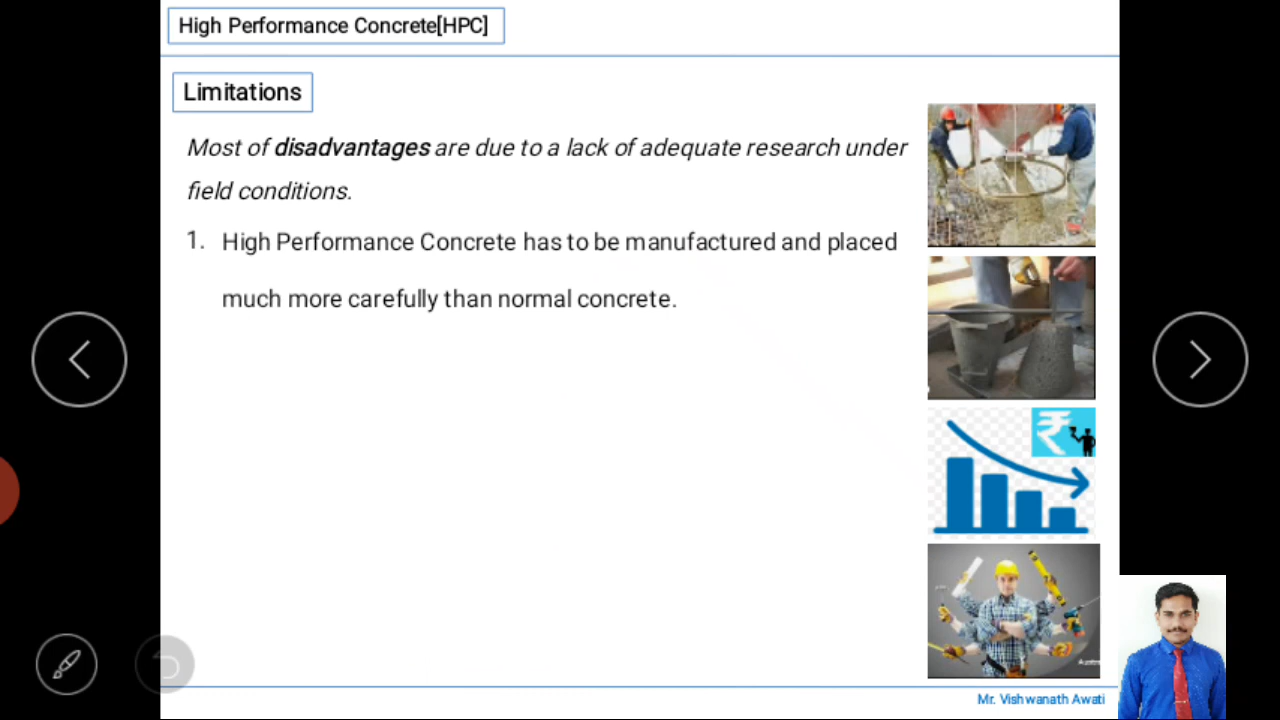 High Performance Concrete[HPC]
Limitations
Most of disadvantages are due to a lack of adequate research under
field conditions.
1. High Performance Concrete has to be manufactured and placed
much more carefully than normal concrete.
₹
Mr. Vishwanath Awati